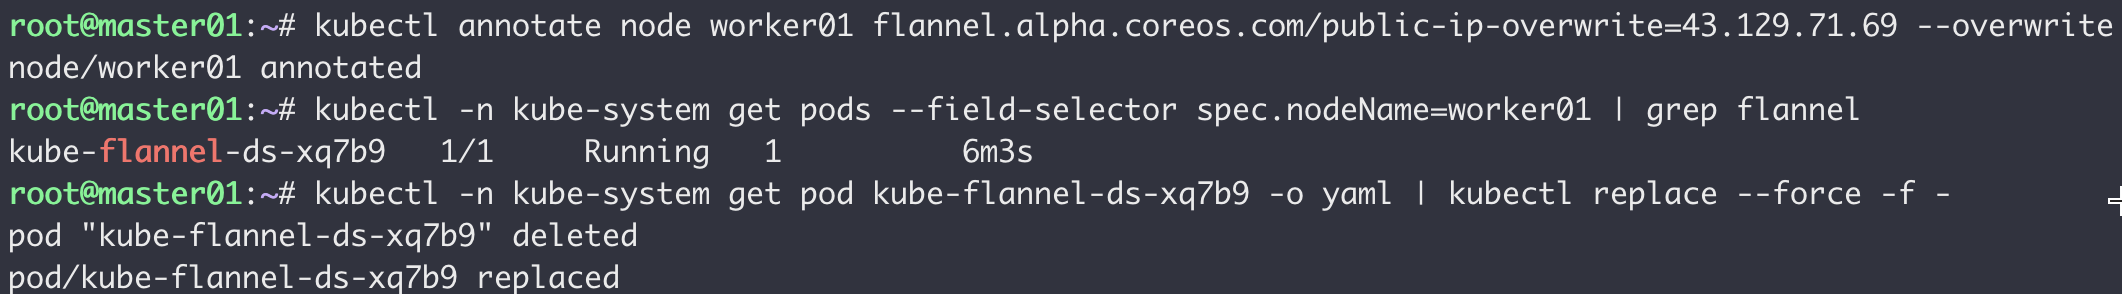 root@master01:~# kubectl annotate node worker01 flannel.alpha.coreos.com/public-ip-overwrite=43.129.71.69 --overwrite
node/worker01 annotated
root@master01:~# kubectl -n kube-system get pods --field-selector spec.nodeName=worker01 | grep flannel
kube-flannel-ds-xq7b9   1/1     Running   1          6m3s
root@master01:~# kubectl -n kube-system get pod kube-flannel-ds-xq7b9 -o yaml | kubectl replace --force -f -
pod "kube-flannel-ds-xq7b9" deleted
pod/kube-flannel-ds-xq7b9 replaced